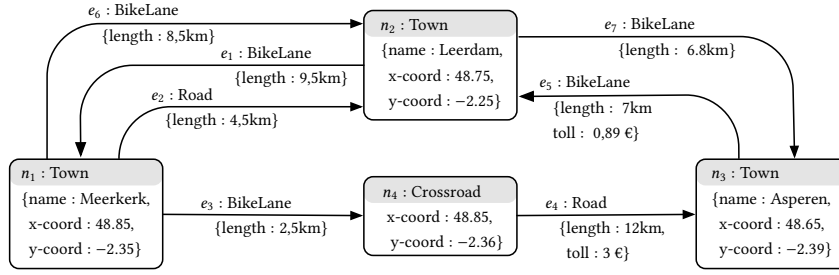 e6 : BikeLane
{length : 8,5km}
n2 : Town
{name : Leerdam,
x-coord : 48.75,
y-coord : −2.25}
e7 : BikeLane
{length : 6.8km}
e1 : BikeLane
{length : 9,5km}
e5 : BikeLane
{length : 7km
toll : 0,89 €}
e2 : Road
{length : 4,5km}
n1 : Town
{name : Meerkerk,
x-coord : 48.85,
y-coord : −2.35}
e3 : BikeLane
{length : 2,5km}
n4 : Crossroad
x-coord : 48.85,
y-coord : −2.36}
e4 : Road
{length : 12km,
toll : 3 €}
n3 : Town
{name : Asperen,
x-coord : 48.65,
y-coord : −2.39}